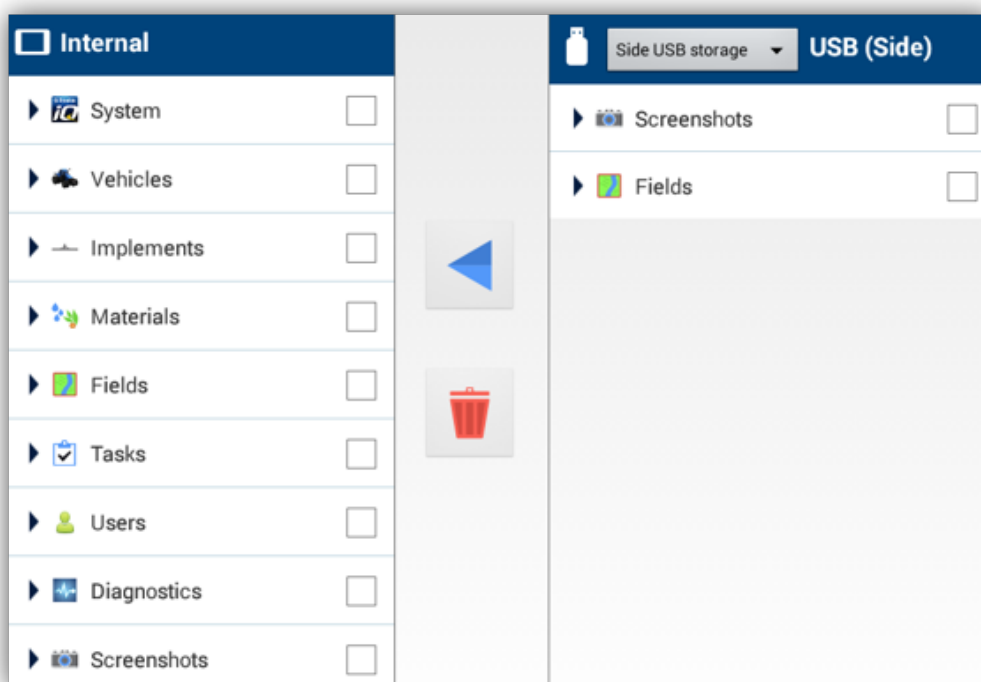 Internal
System
Vehicles
Implements
Materials
Fields
Tasks
Users
Diagnostics
Screenshots
Side USB storage
USB (Side)
Screenshots
Fields